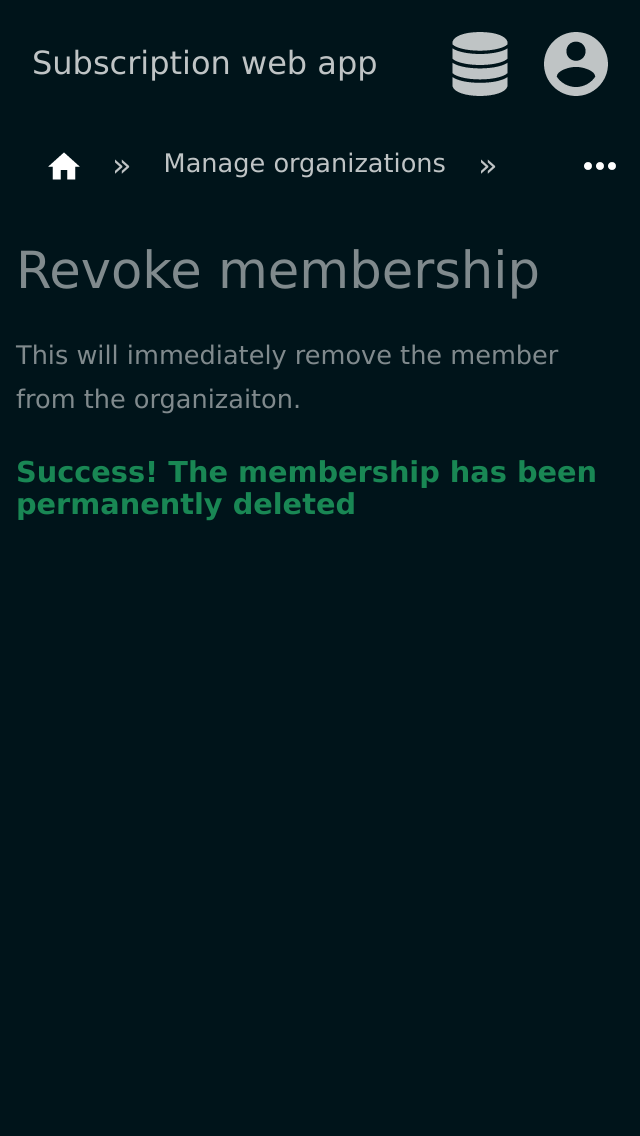 Subscription web app
» Manage organizations »
Revoke membership
This will immediately remove the member
from the organizaiton.
Success! The membership has been
permanently deleted